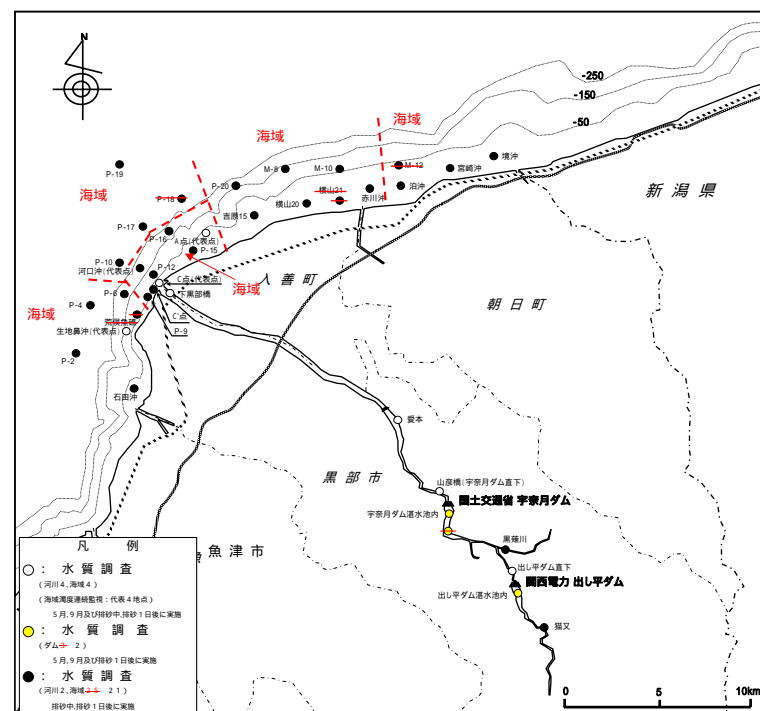 N
-250
-150
-50
海域
海域
海域
海域
海域
新潟県
P-19
P-18
P-20
M-8
M-10
M-12
宮崎沖
境沖
泊沖
赤川沖
横山21
横山20
吉原15
P-17
P-16
A点(代表点)
P-15
P-10
河口沖(代表点)
P-12
C点(代表点)
下黒部橋
P-6
P-4
C'点
P-9
荒俣魚礁
生地鼻沖(代表点)
P-2
石田沖
入善町
朝日町
黒部市
魚津市
愛本
山彦橋(宇奈月ダム直下)
国土交通省 宇奈月ダム
宇奈月ダム湛水池内
黒薙川
出し平ダム直下
関西電力 出し平ダム
出し平ダム湛水池内
猫又
凡 例
○ : 水質調査
(河川4、海域4)
(海域濁度連続監視:代表4地点)
5月,9月及び排砂中,排砂1日後に実施
: 水質調査
(ダム3 2)
5月,9月及び排砂1日後に実施
● : 水質調査
(河川2、海域25 21)
排砂中,排砂1日後に実施
0 5 10km